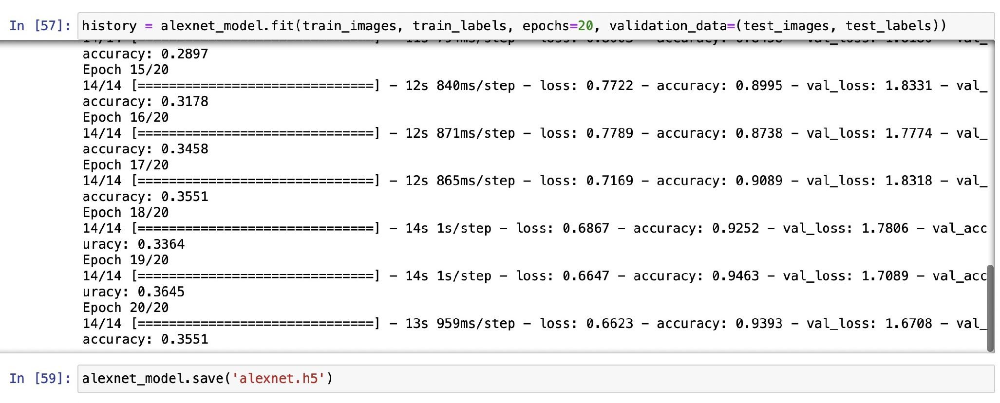 In [57]: history = alexnet_model.fit(train_images, train_labels, epochs=20, validation_data=(test_images, test_labels))
accuracy: 0.2897
Epoch 15/20
14/14 [==============================] - 12s 840ms/step - loss: 0.7722 - accuracy: 0.8995 - val_loss: 1.8331 - val_
accuracy: 0.3178
Epoch 16/20
14/14 [==============================] - 12s 871ms/step - loss: 0.7789 - accuracy: 0.8738 - val_loss: 1.7774 - val_
accuracy: 0.3458
Epoch 17/20
14/14 [==============================] - 12s 865ms/step - loss: 0.7169 - accuracy: 0.9089 - val_loss: 1.8318 - val_
accuracy: 0.3551
Epoch 18/20
14/14 [==============================] - 14s 1s/step - loss: 0.6867 - accuracy: 0.9252 - val_loss: 1.7806 - val_acc
uracy: 0.3364
Epoch 19/20
14/14 [==============================] - 14s 1s/step - loss: 0.6647 - accuracy: 0.9463 - val_loss: 1.7089 - val_acc
uracy: 0.3645
Epoch 20/20
14/14 [==============================] - 13s 959ms/step - loss: 0.6623 - accuracy: 0.9393 - val_loss: 1.6708 - val_
accuracy: 0.3551
In [59]: alexnet_model.save('alexnet.h5')